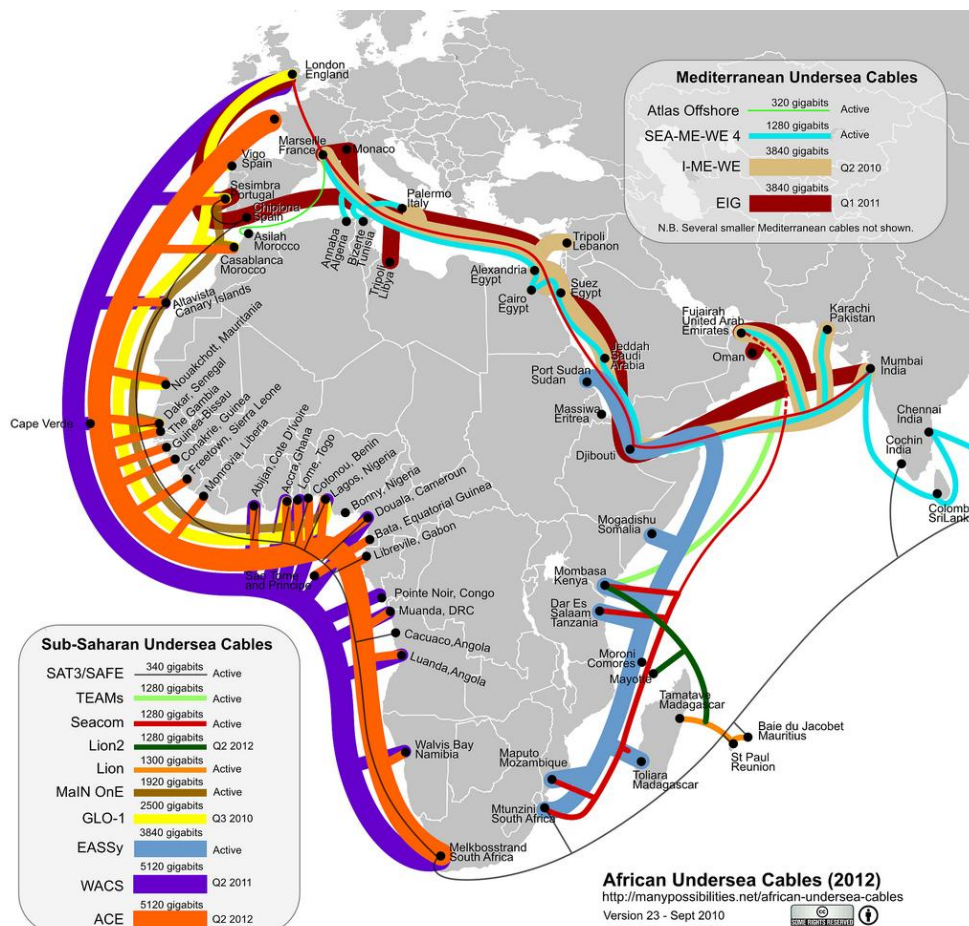 London
England
Marseille
France
Monaco
Vigo
Spain
Sesimbra
Portugal
Chipiona
Spain
Palermo
Italy
Asilah
Morocco
Casablanca
Morocco
Annaba
Algeria
Bizerte
Tunisia
Tripoli
Libya
Tripoli
Lebanon
Alexandria
Egypt
Cairo
Egypt
Suez
Egypt
Altavista
Canary Islands
Jeddah
Saudi
Arabia
Port Sudan
Sudan
Massiwa
Eritrea
Djibouti
Fujairah
United Arab
Emirates
Oman
Karachi
Pakistan
Mumbai
India
Chennai
India
Cochin
India
Colomb
SriLank
Nouakchott, Mauritania
Dakar, Senegal
The Gambia
Guinea-Bissau
Conakrie, Guinea
Freetown, Sierra Leone
Monrovia, Liberia
Cape Verde
Abijan,Cote D'Ivoire
Accra,Ghana
Lome, Togo
Cotonou, Benin
Lagos, Nigeria
Bonny, Nigeria
Douala, Cameroun
Bata, Equatorial Guinea
Libreville, Gabon
Sao Tome
and Principe
Pointe Noir, Congo
Muanda, DRC
Cacuaco,Angola
Luanda,Angola
Walvis Bay
Namibia
Melkbosstrand
South Africa
Mogadishu
Somalia
Mombasa
Kenya
Dar Es
Salaam
Tanzania
Moroni
Comores
Mayotte
Tamatave
Madagascar
Baie du Jacobet
Mauritius
St Paul
Reunion
Toliara
Madagascar
Maputo
Mozambique
Mtunzini
South Africa
Mediterranean Undersea Cables
Atlas Offshore 320 gigabits Active
SEA-ME-WE 4 1280 gigabits Active
I-ME-WE 3840 gigabits Q2 2010
EIG 3840 gigabits Q1 2011
N.B. Several smaller Mediterranean cables not shown.
Sub-Saharan Undersea Cables
SAT3/SAFE 340 gigabits Active
TEAMs 1280 gigabits Active
Seacom 1280 gigabits Active
Lion2 1280 gigabits Q2 2012
Lion 1300 gigabits Active
MaIN OnE 1920 gigabits Active
GLO-1 2500 gigabits Q3 2010
EASSy 3840 gigabits Active
WACS 5120 gigabits Q2 2011
ACE 5120 gigabits Q2 2012
African Undersea Cables (2012)
http://manypossibilities.net/african-undersea-cables
Version 23 - Sept 2010
SOME RIGHTS RESERVED